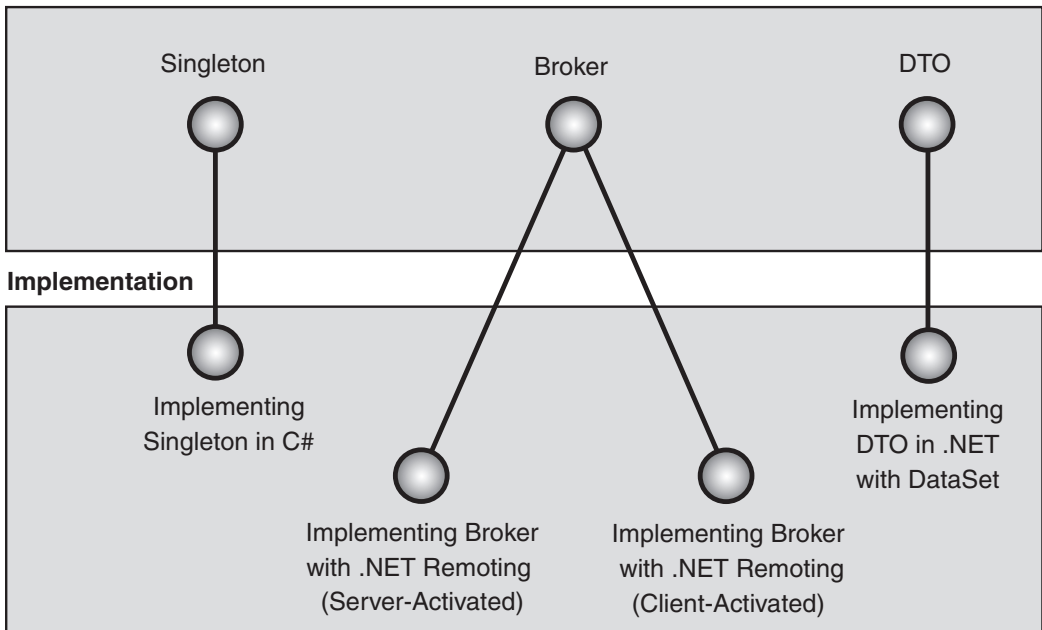 Singleton
Broker
DTO
Implementation
Implementing
Singleton in C#
Implementing
DTO in .NET
with DataSet
Implementing Broker
with .NET Remoting
(Server-Activated)
Implementing Broker
with .NET Remoting
(Client-Activated)